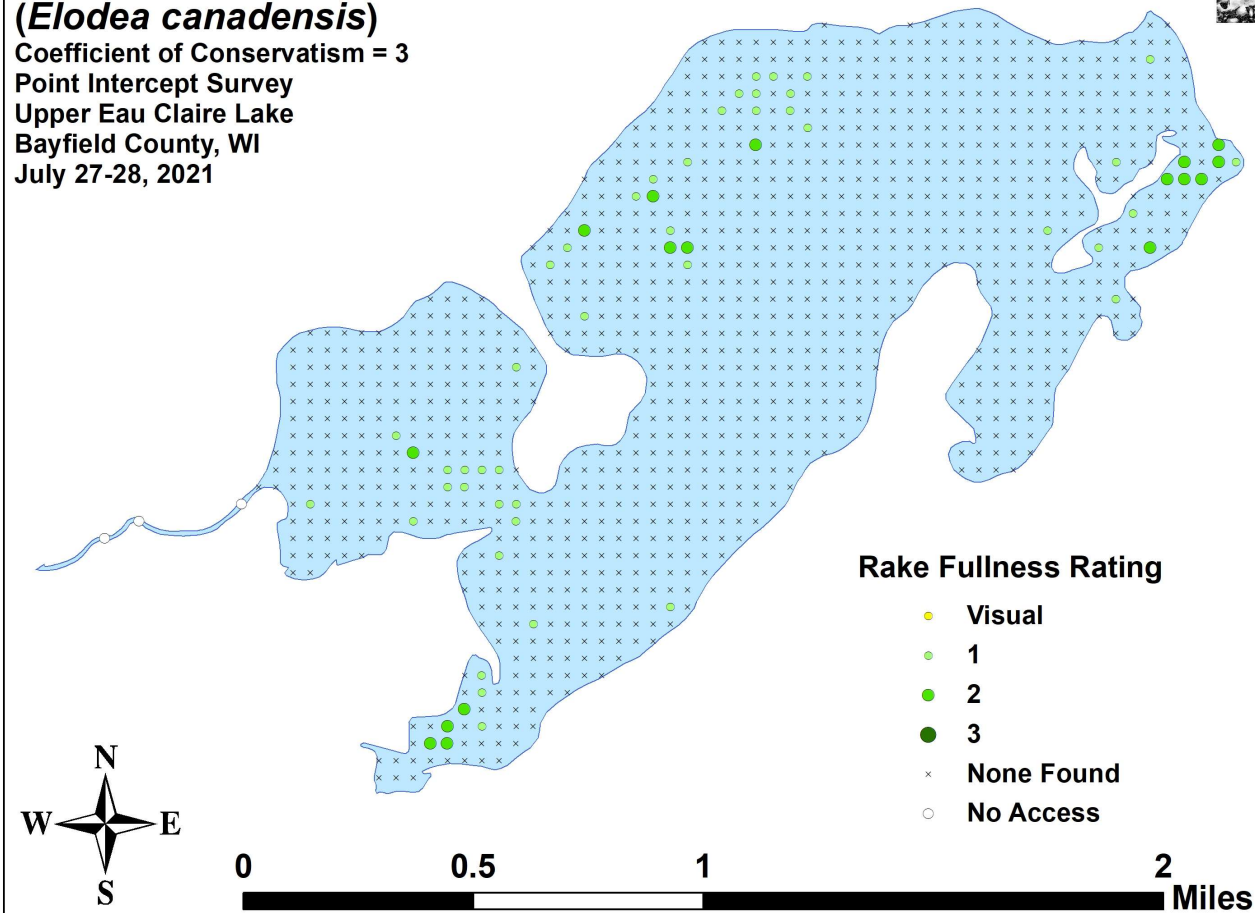 (Elodea canadensis)
Coefficient of Conservatism = 3
Point Intercept Survey
Upper Eau Claire Lake
Bayfield County, WI
July 27-28, 2021
Rake Fullness Rating
Visual
1
2
3
None Found
No Access
N
W E
S
0 0.5 1 2
Miles